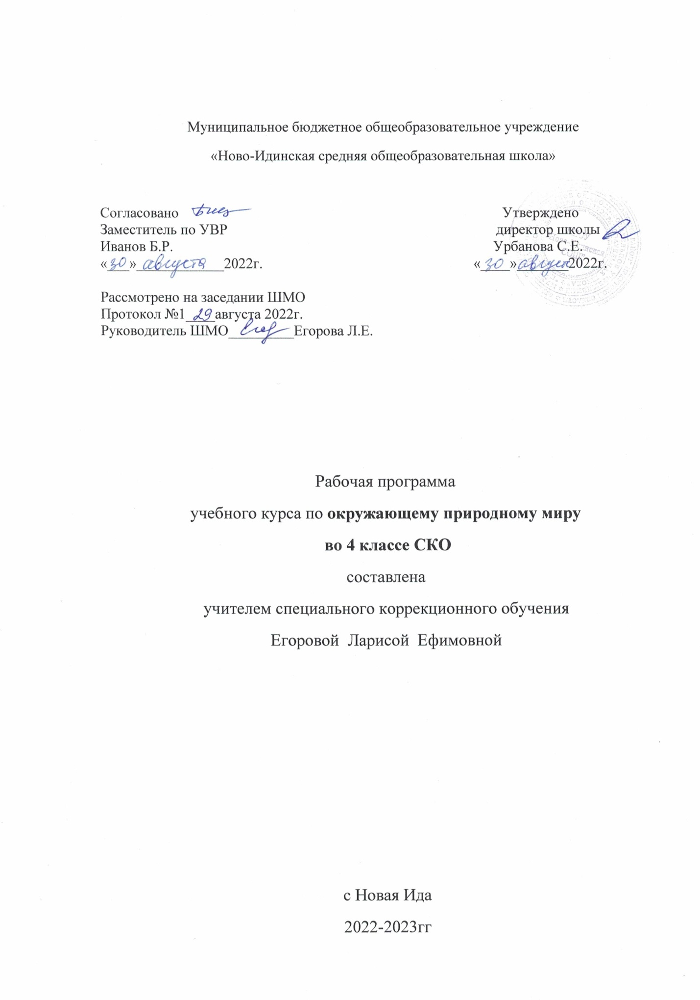 Муниципальное бюджетное общеобразовательное учреждение
«Ново-Идинская средняя общеобразовательная школа»
Согласовано
Заместитель по УВР
Иванов Б.Р.
«30» августа 2022г.
Утверждено
директор школы
Урбанова С.Е.
«30» август 2022г.
Рассмотрено на заседании ШМО
Протокол №1 29 августа 2022г.
Руководитель ШМО Егорова Л.Е.
Рабочая программа
учебного курса по окружающему природному миру
во 4 классе СКО
составлена
учителем специального коррекционного обучения
Егоровой Ларисой Ефимовной
с Новая Ида
2022-2023гг